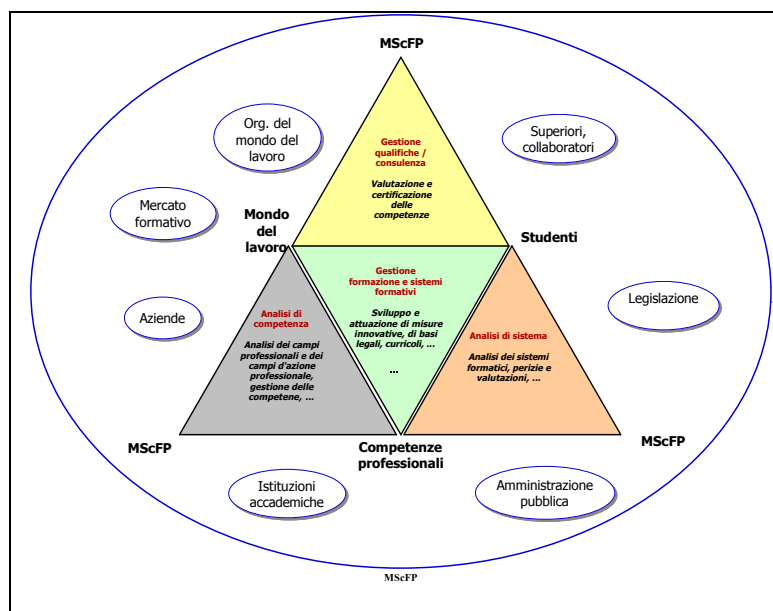 MScFP
Org. del
mondo del
lavoro
Superiori,
collaboratori
Gestione
qualifiche /
consulenza
Valutazione e
certificazione
delle
competenze
Mercato
formativo
Mondo
del
lavoro
Studenti
Gestione
formazione e sistemi
formativi
Sviluppo e
attuazione di misure
innovative, di basi
legali, curricoli, ...
...
Aziende
Legislazione
Analisi di
competenza
Analisi dei campi
professionali e dei
campi d'azione
professionale,
gestione delle
competene, ...
Analisi di sistema
Analisi dei sistemi
formatici, perizie e
valutazioni, ...
MScFP
Competenze
professionali
MScFP
Istituzioni
accademiche
Amministrazione
pubblica
MScFP